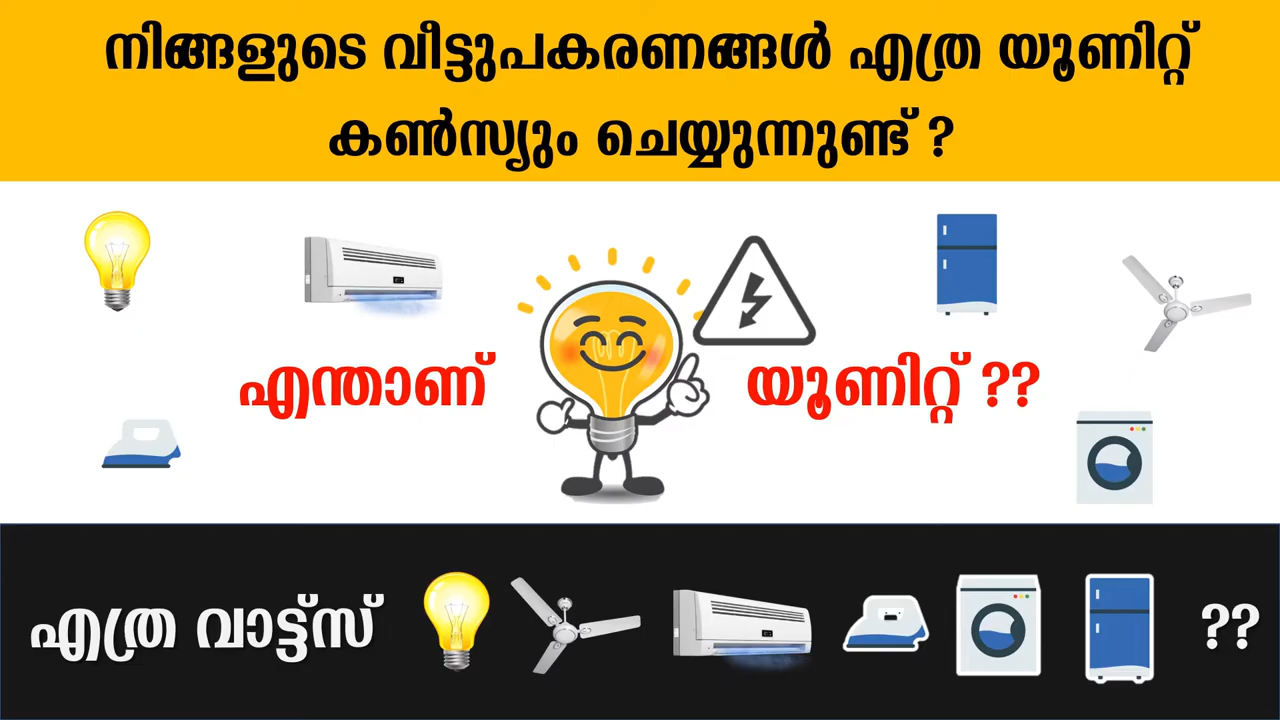 നിങ്ങളുടെ വീട്ടുപകരണങ്ങൾ എത്ര യൂണിറ്റ്
കൺസ്യും ചെയ്യുന്നുണ്ട് ?
എന്താണ് യൂണിറ്റ് ??
എത്ര വാട്ട്സ് ??